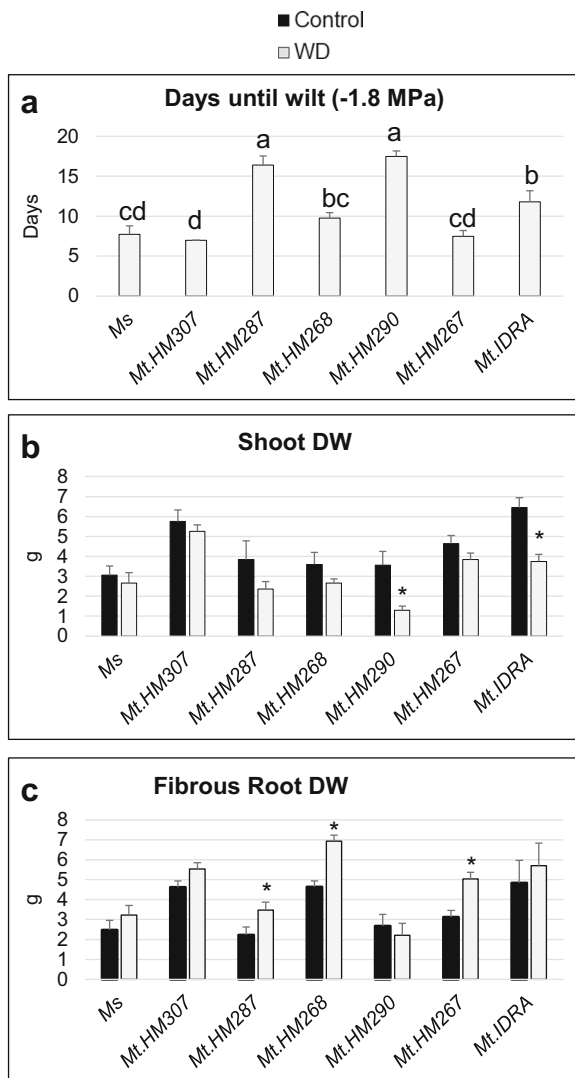 Control
WD
a Days until wilt (-1.8 MPa)
20
15
10
5
0
Days
cd
d
a
bc
a
cd
b
Ms
Mt.HM307
Mt.HM287
Mt.HM268
Mt.HM290
Mt.HM267
Mt.IDRA
b Shoot DW
8
7
6
5
4
3
2
1
0
g
*
*
Ms
Mt.HM307
Mt.HM287
Mt.HM268
Mt.HM290
Mt.HM267
Mt.IDRA
c Fibrous Root DW
8
7
6
5
4
3
2
1
0
g
*
*
*
Ms
Mt.HM307
Mt.HM287
Mt.HM268
Mt.HM290
Mt.HM267
Mt.IDRA